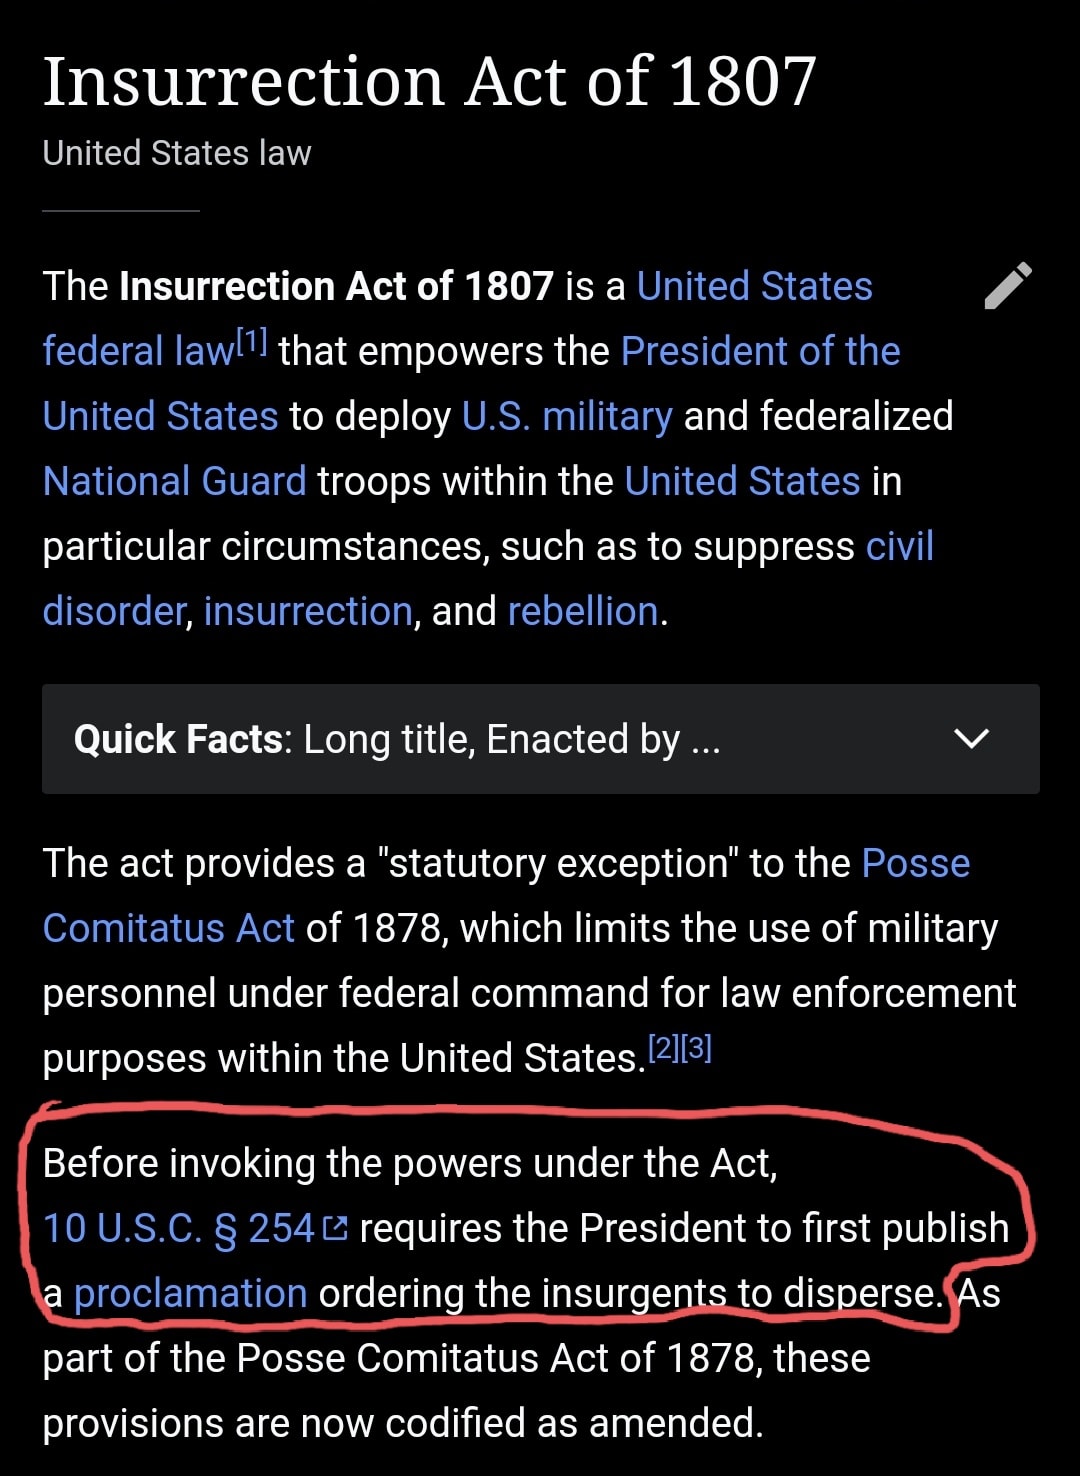 Insurrection Act of 1807
United States law
The Insurrection Act of 1807 is a United States
federal law[1] that empowers the President of the
United States to deploy U.S. military and federalized
National Guard troops within the United States in
particular circumstances, such as to suppress civil
disorder, insurrection, and rebellion.
Quick Facts: Long title, Enacted by ...
The act provides a "statutory exception" to the Posse
Comitatus Act of 1878, which limits the use of military
personnel under federal command for law enforcement
purposes within the United States.[2][3]
Before invoking the powers under the Act,
10 U.S.C. § 254 requires the President to first publish
a proclamation ordering the insurgents to disperse. As
part of the Posse Comitatus Act of 1878, these
provisions are now codified as amended.